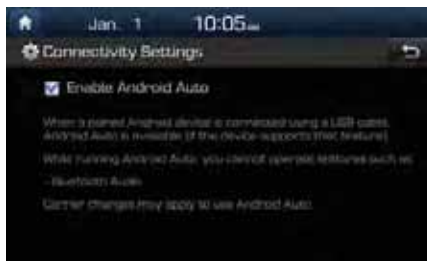 Jan. 1 10:05
Connectivity Settings
Enable Android Auto
When a paired Android device is connected using a USB cable,
Android Auto is available (if the device supports that feature).
While running Android Auto, you cannot operate features such as
- Bluetooth Audio
Carrier charges may apply to use Android Auto.